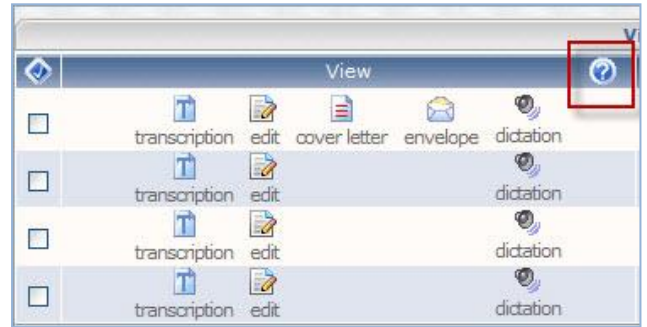 View
transcription edit cover letter envelope dictation
transcription edit dictation
transcription edit dictation
transcription edit dictation